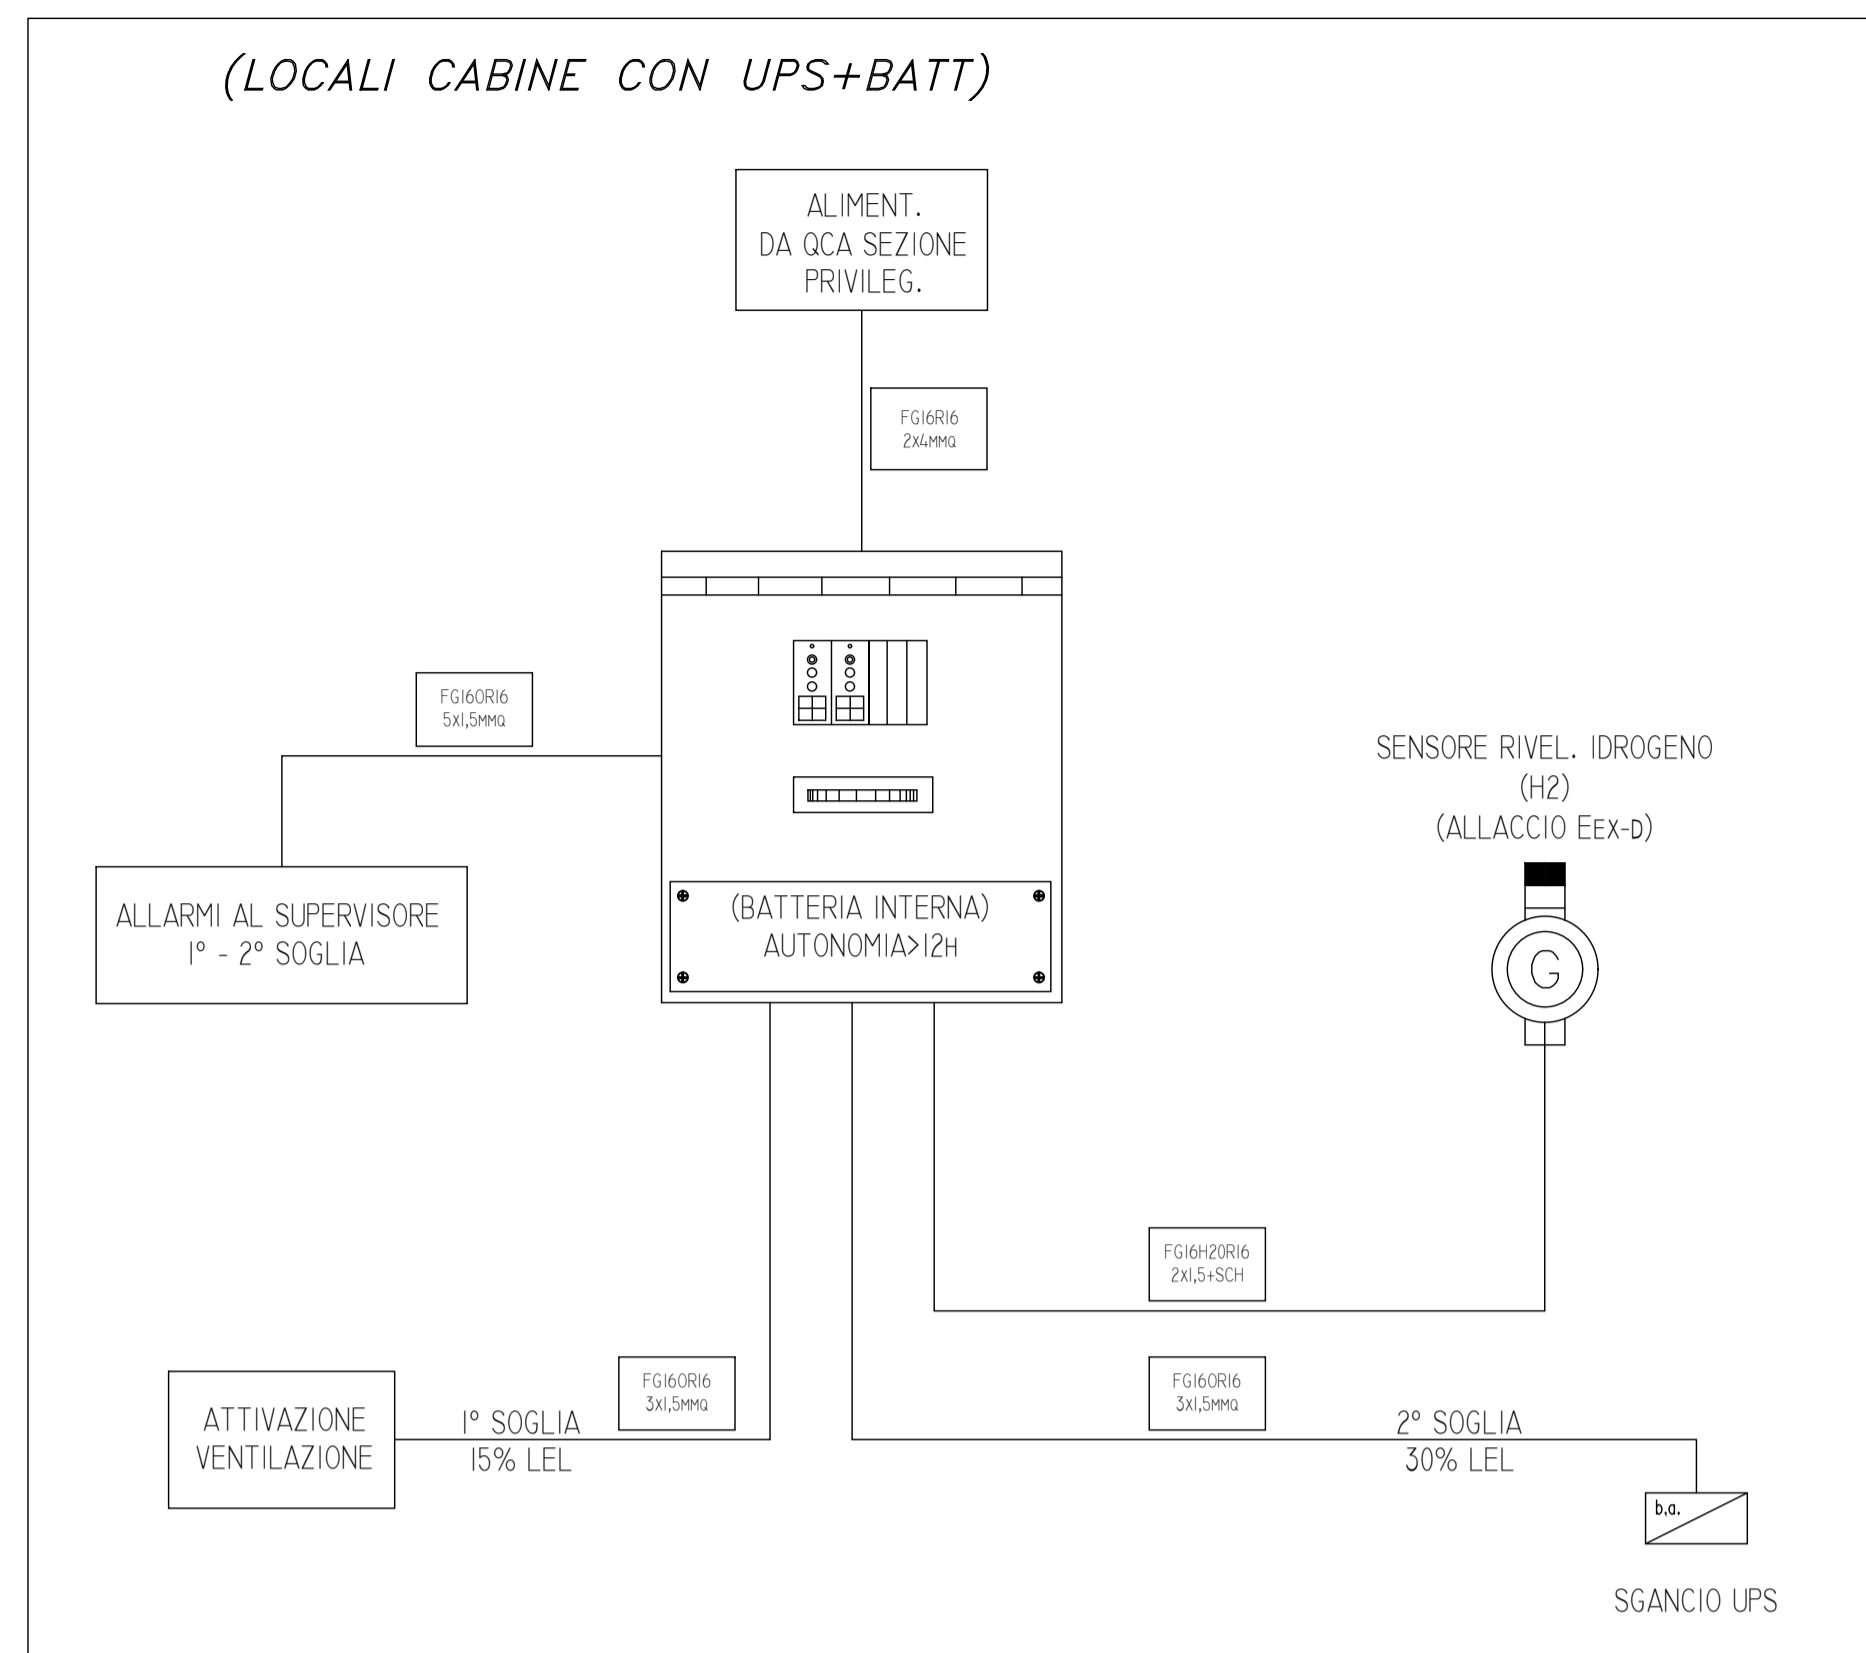 (LOCALI CABINE CON UPS+BATT)
ALIMENT.
DA QCA SEZIONE
PRIVILEG.
FG16R16
2X4MMQ
FG16OR16
5X1,5MMQ
SENSORE RIVEL. IDROGENO
(H2)
(ALLACCIO EEX-D)
ALLARMI AL SUPERVISORE
1° - 2° SOGLIA
(BATTERIA INTERNA)
AUTONOMIA>12H
G
FG16H2OR16
2X1,5+SCH
FG16OR16
3X1,5MMQ
FG16OR16
3X1,5MMQ
ATTIVAZIONE
VENTILAZIONE
1° SOGLIA
15% LEL
2° SOGLIA
30% LEL
b.a.
SGANCIO UPS